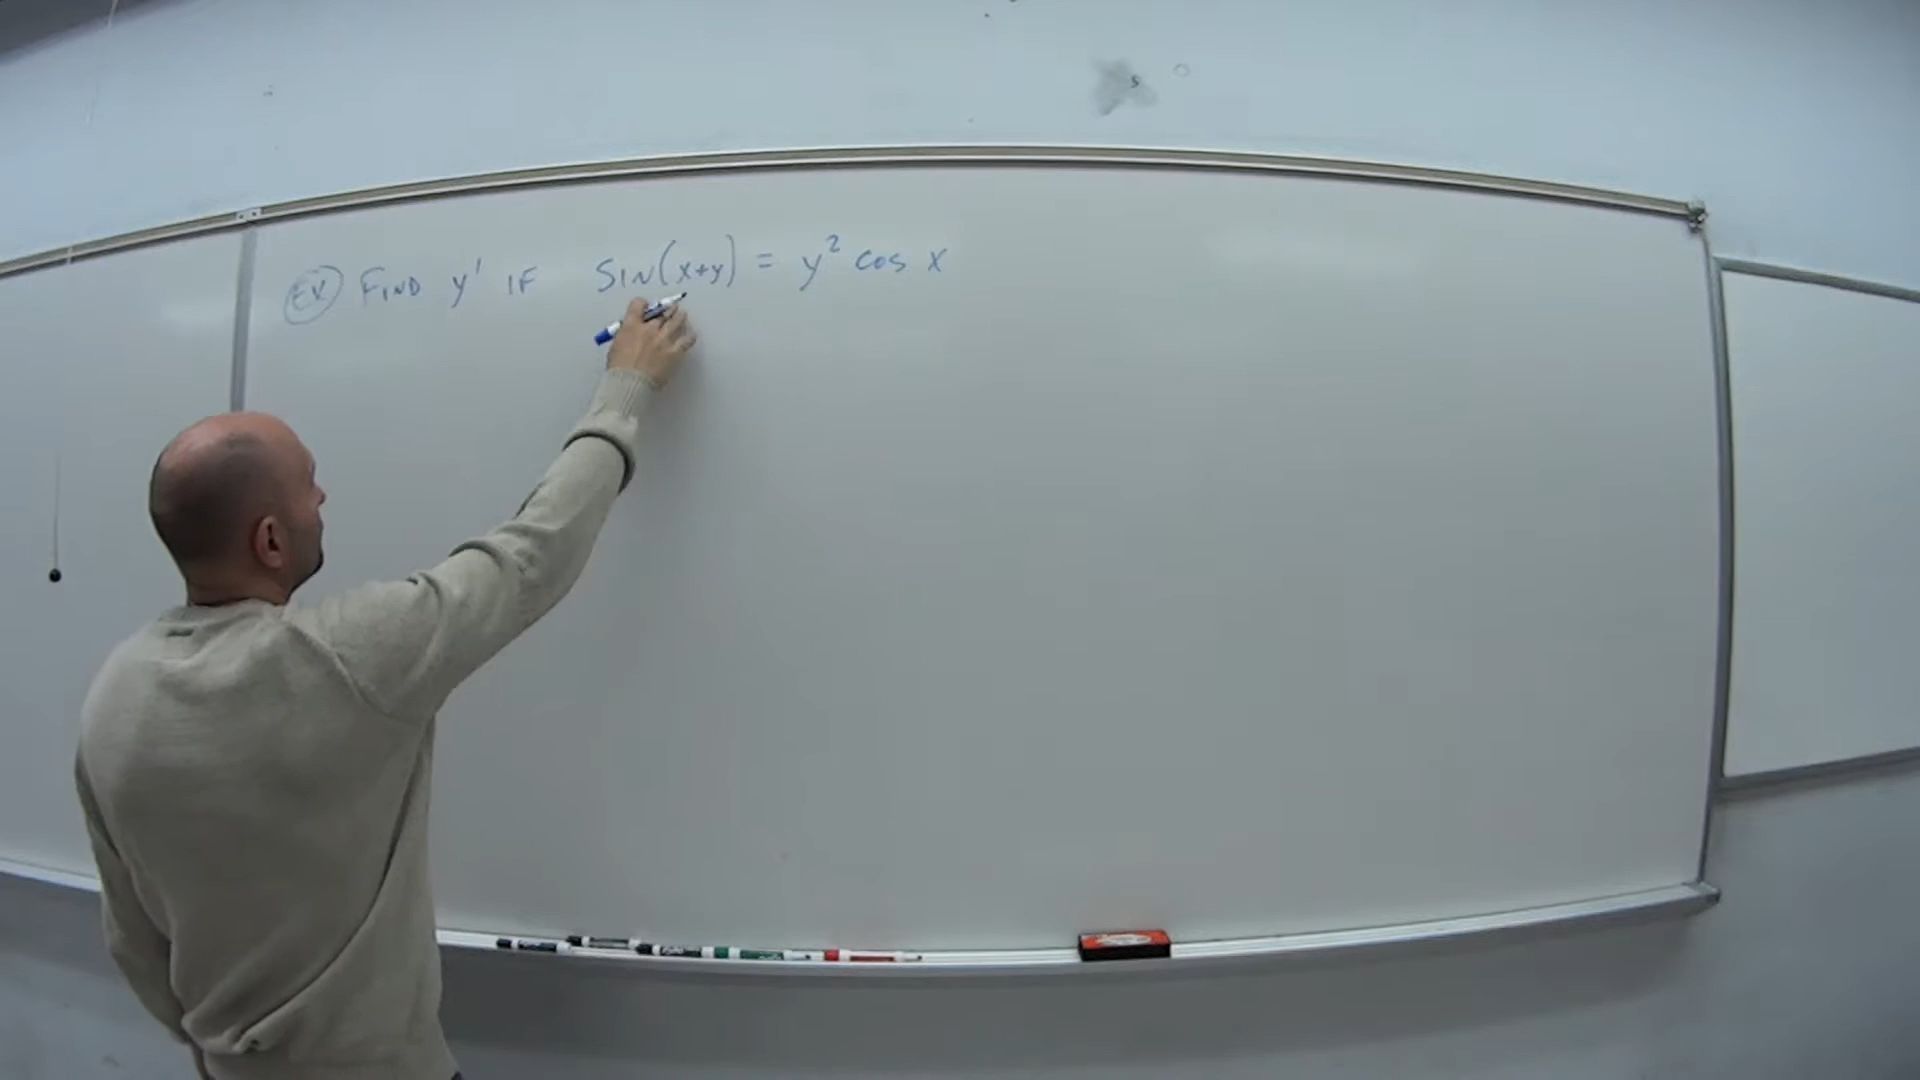 EX FIND y' IF SIN(x+y) = y² cos x